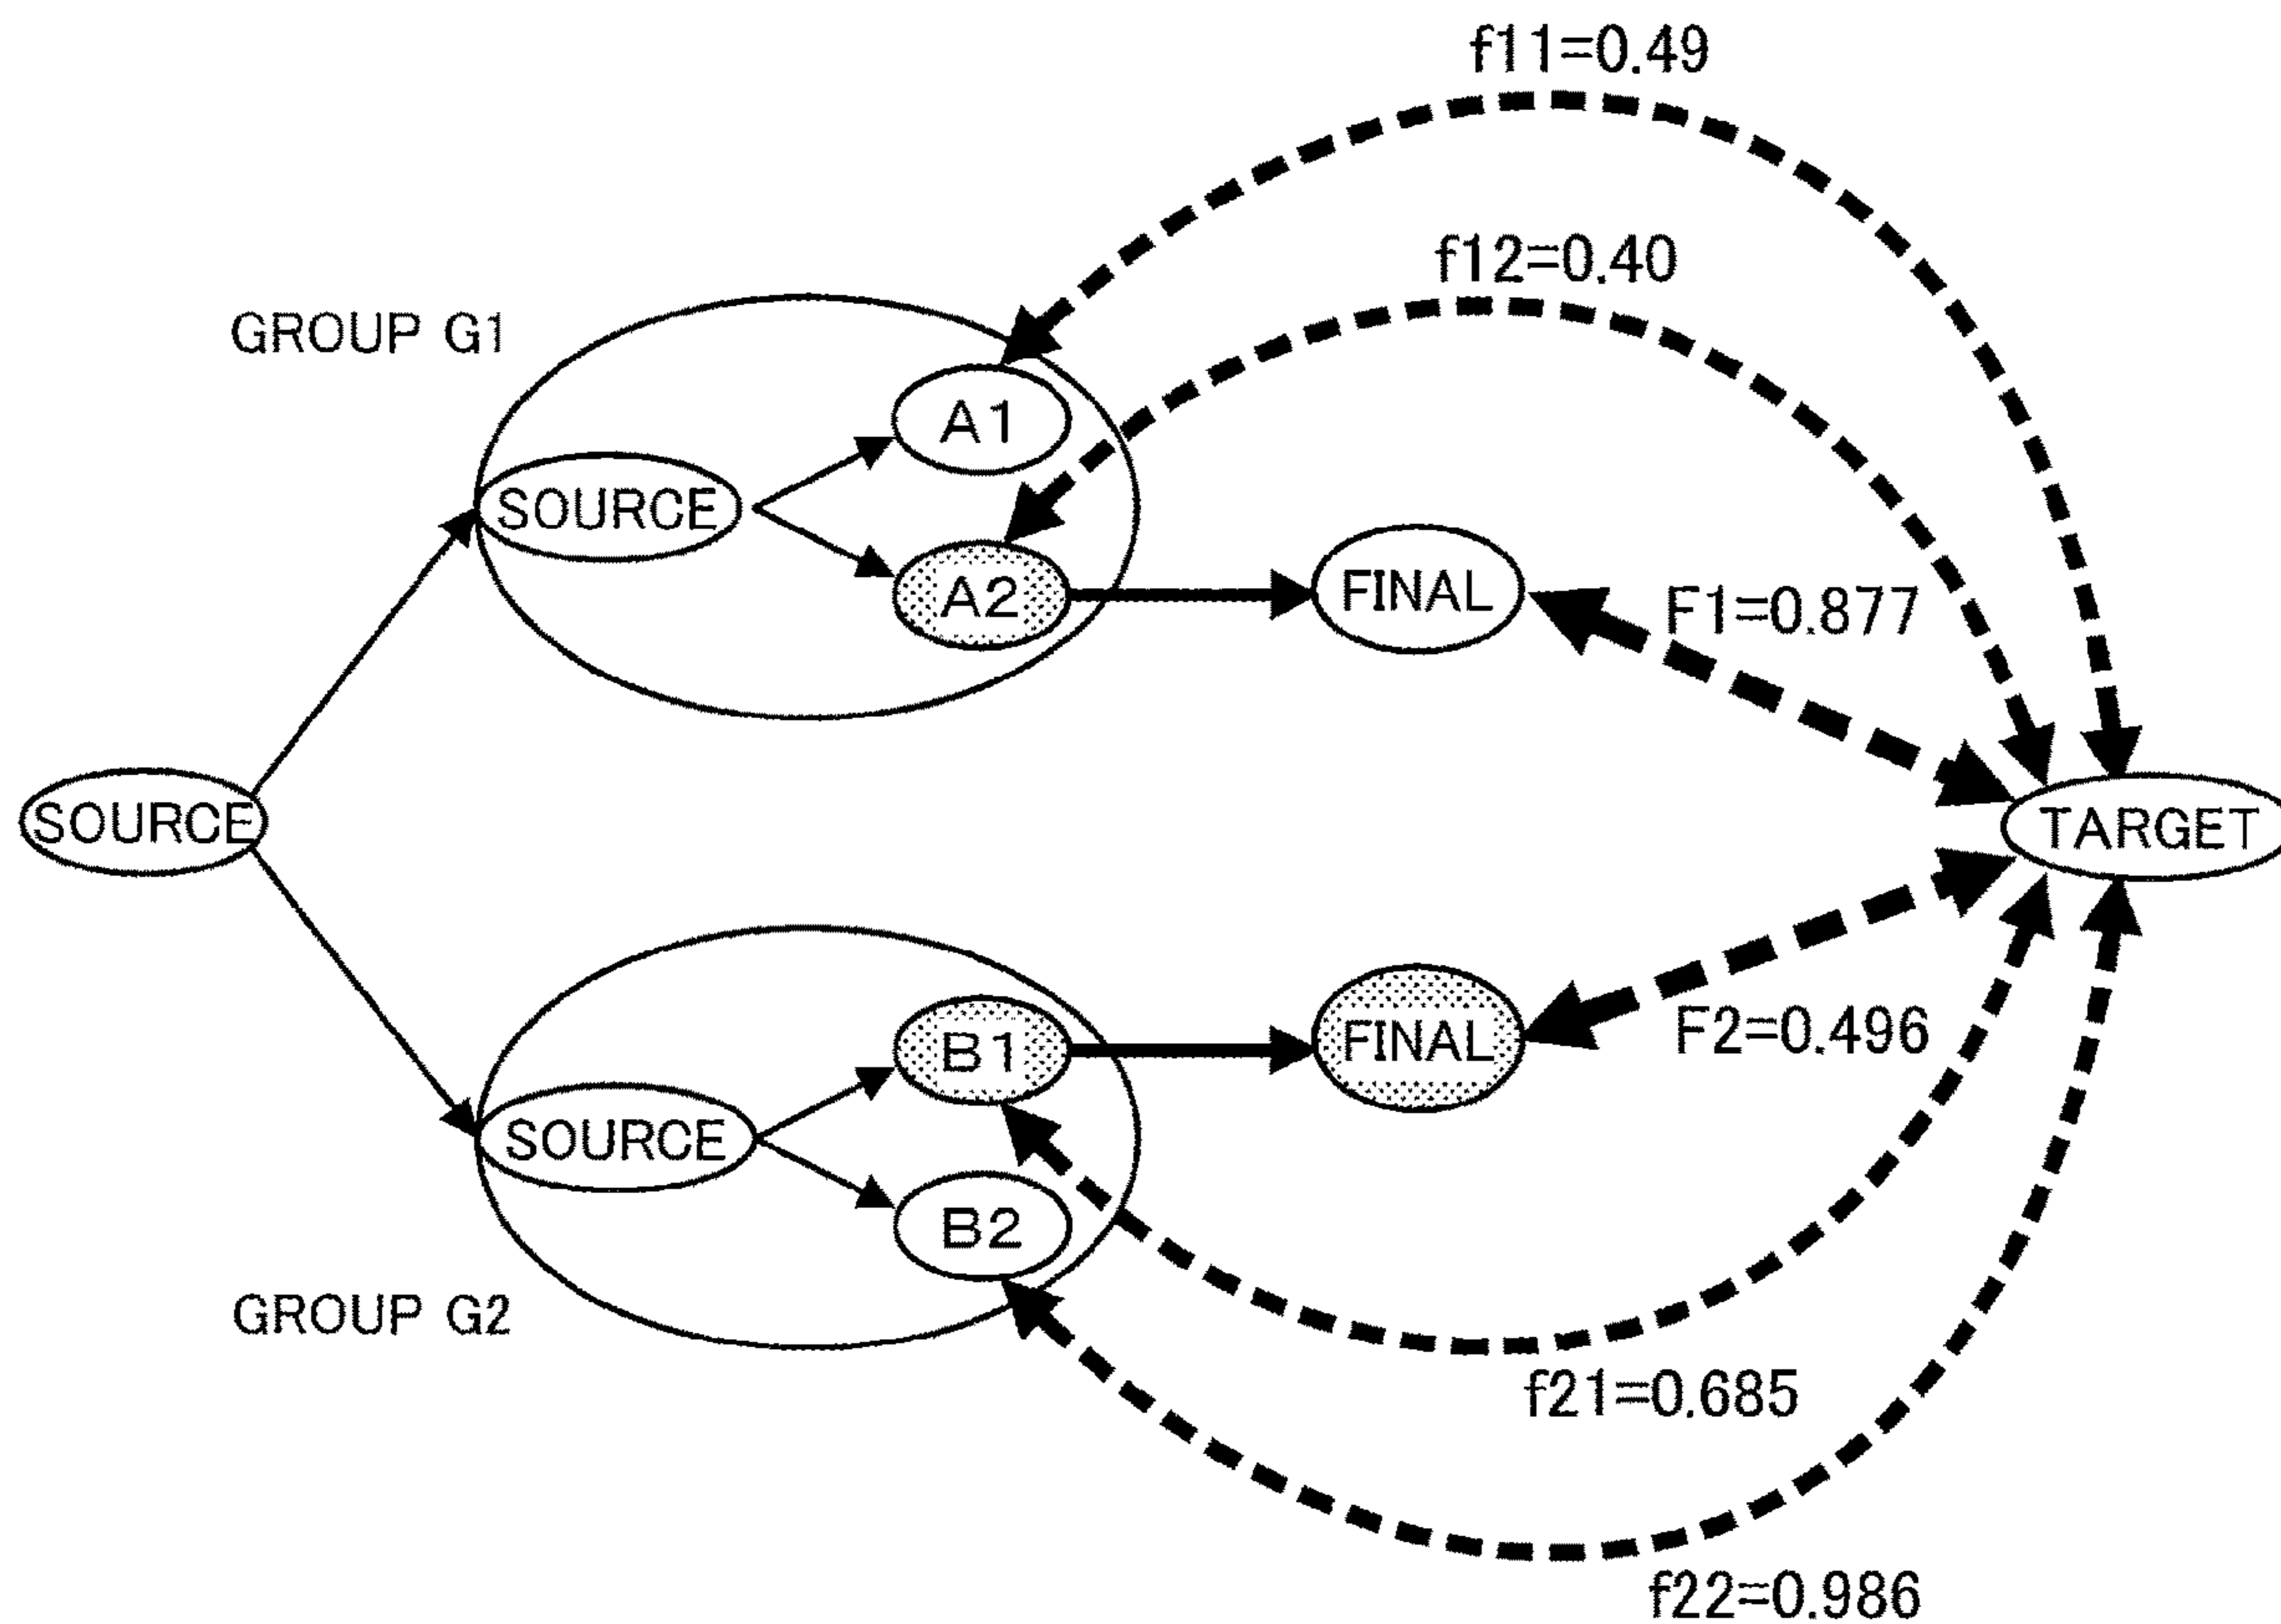 f11=0.49
f12=0.40
GROUP G1
A1
SOURCE
A2
FINAL
F1=0.877
SOURCE
TARGET
B1
FINAL
F2=0.496
SOURCE
B2
GROUP G2
f21=0.685
f22=0.986